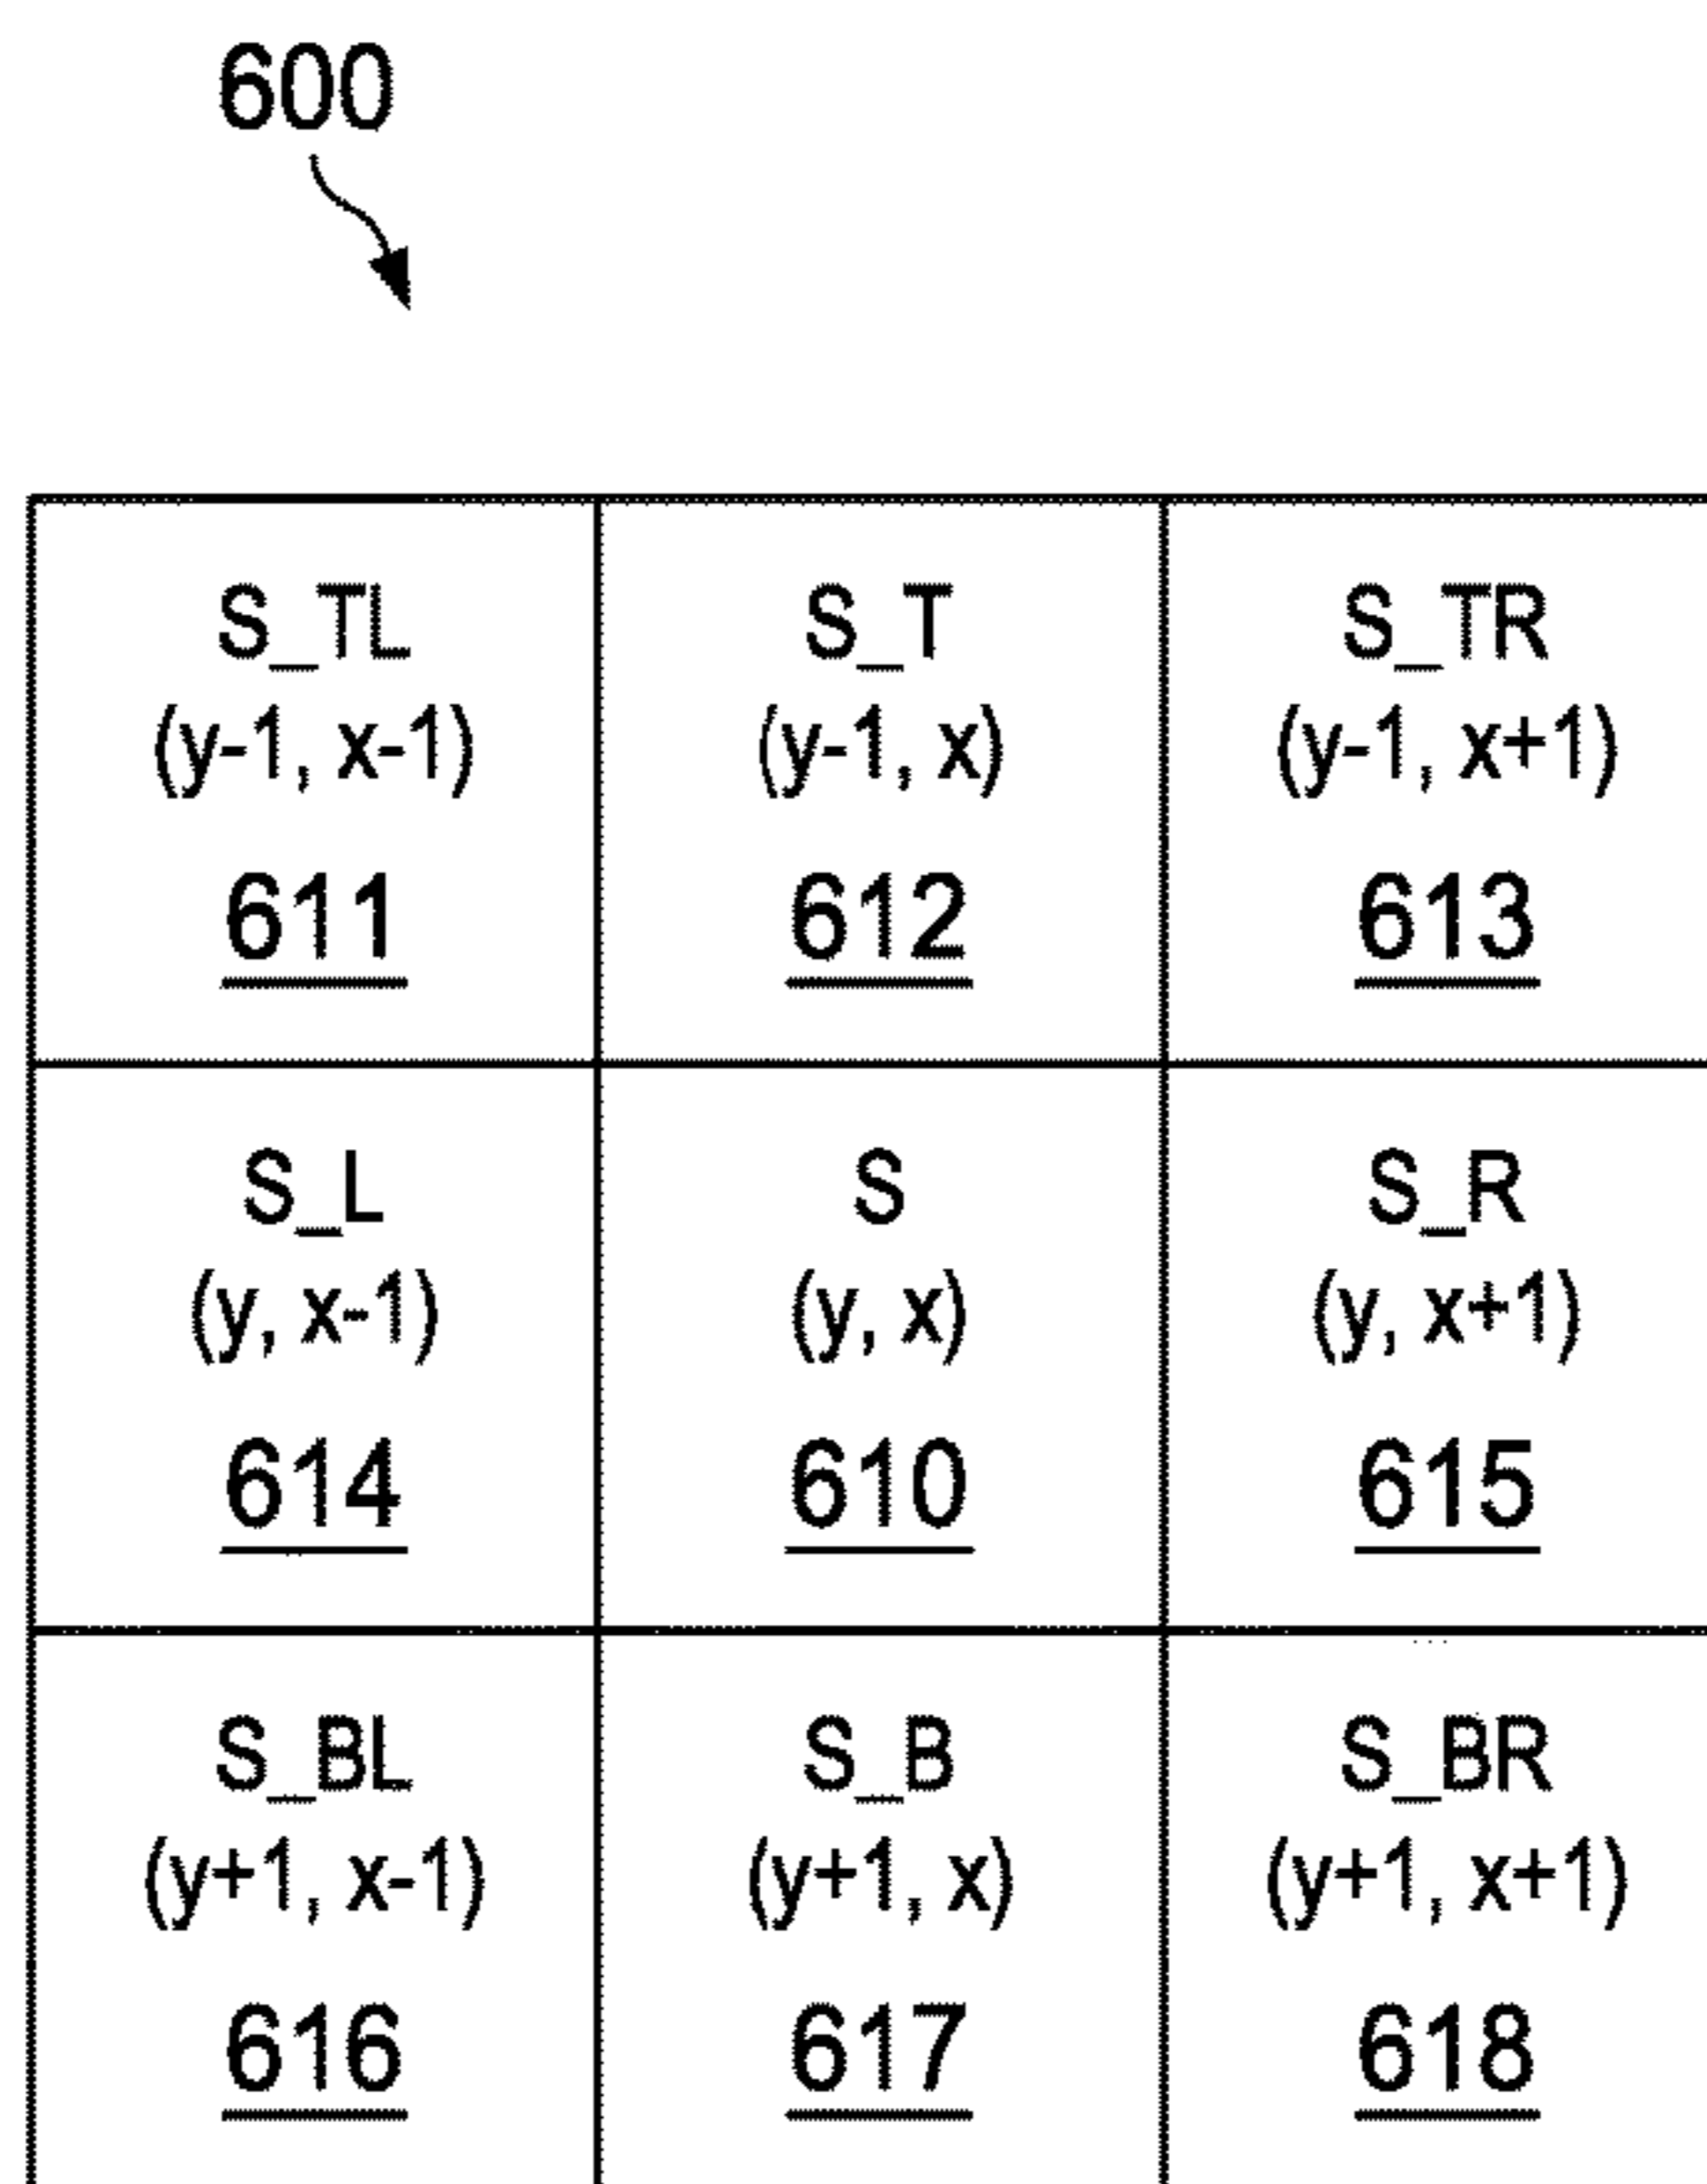 600
S_TL
(y-1, x-1)
611
S_T
(y-1, x)
612
S_TR
(y-1, x+1)
613
S_L
(y, x-1)
614
S
(y, x)
610
S_R
(y, x+1)
615
S_BL
(y+1, x-1)
616
S_B
(y+1, x)
617
S_BR
(y+1, x+1)
618